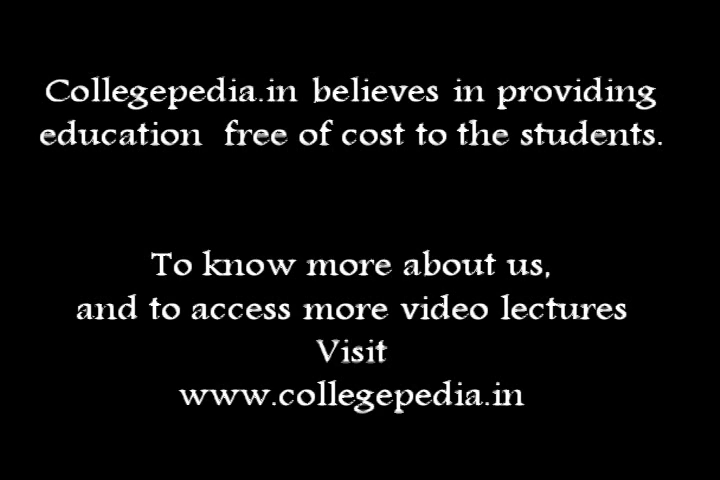 Collegepedia.in believes in providing
education free of cost to the students.
To know more about us,
and to access more video lectures
Visit
www.collegepedia.in